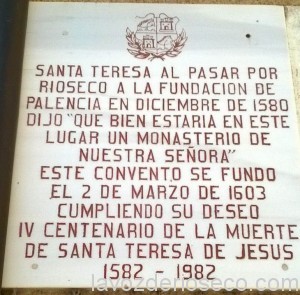 SANTA TERESA AL PASAR POR
RIOSECO A LA FUNDACION DE
PALENCIA EN DICIEMBRE DE 1580
DIJO "QUE BIEN ESTARIA EN ESTE
LUGAR UN MONASTERIO DE
NUESTRA SEÑORA"
ESTE CONVENTO SE FUNDO
EL 2 DE MARZO DE 1603
CUMPLIENDO SU DESEO
IV CENTENARIO DE LA MUERTE
DE SANTA TERESA DE JESUS
1582 - 1982
lavozderioseco.com